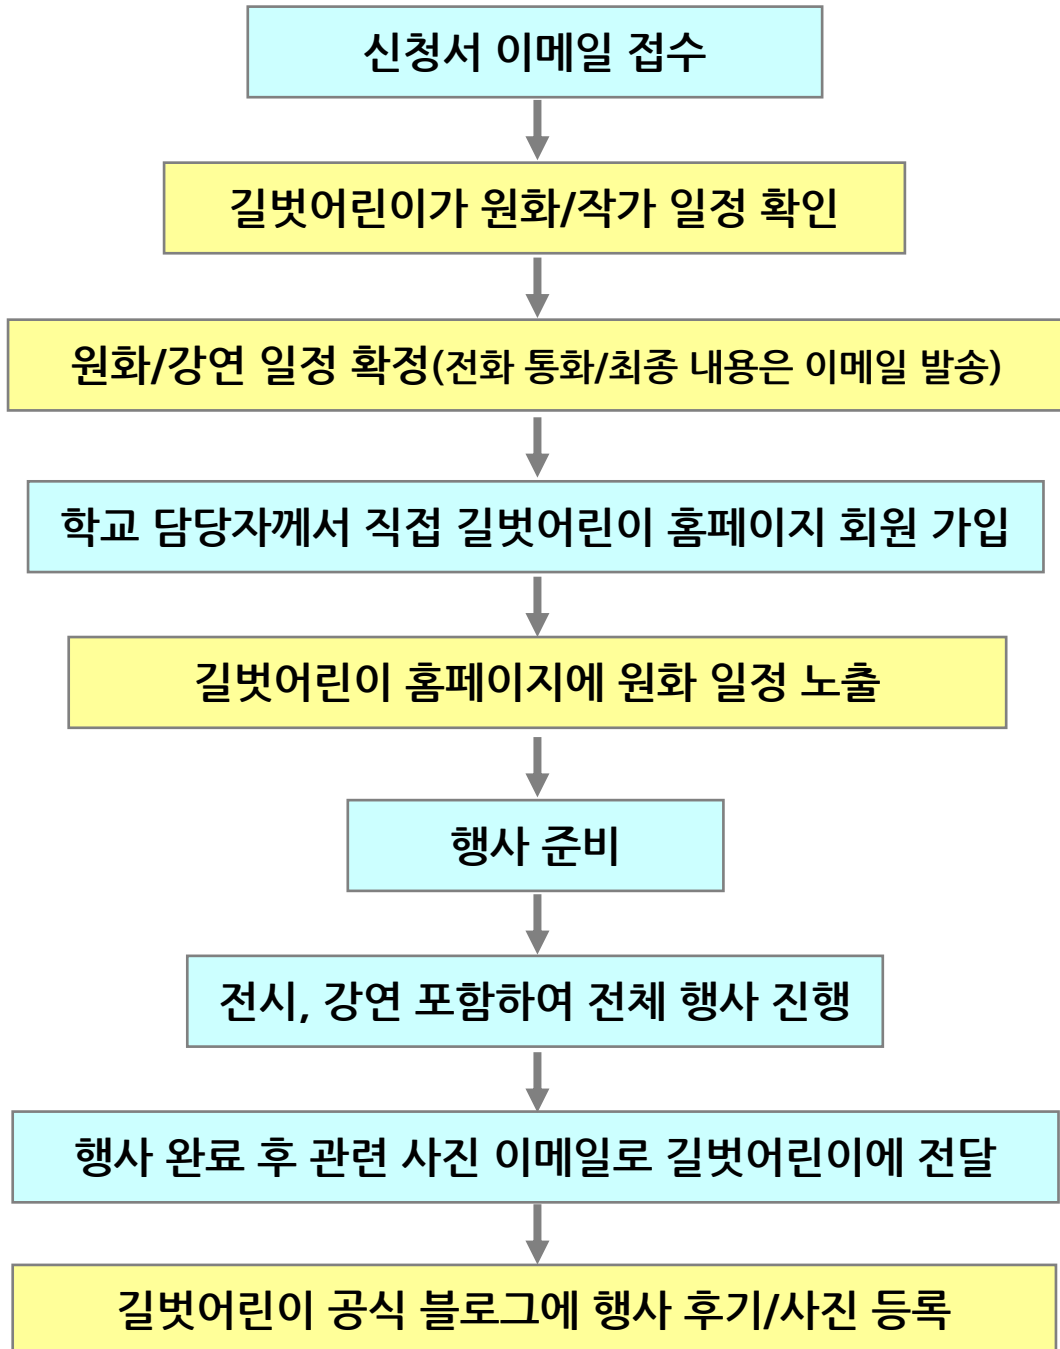 신청서 이메일 접수
길벗어린이가 원화/작가 일정 확인
원화/강연 일정 확정(전화 통화/최종 내용은 이메일 발송)
학교 담당자께서 직접 길벗어린이 홈페이지 회원 가입
길벗어린이 홈페이지에 원화 일정 노출
행사 준비
전시, 강연 포함하여 전체 행사 진행
행사 완료 후 관련 사진 이메일로 길벗어린이에 전달
길벗어린이 공식 블로그에 행사 후기/사진 등록